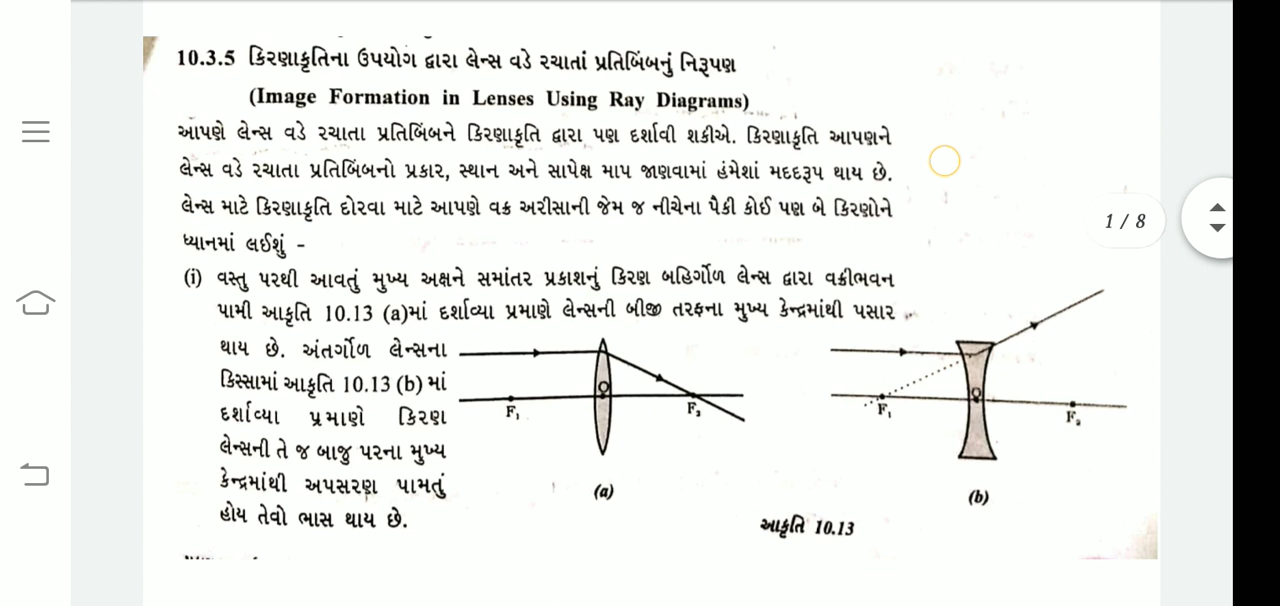 10.3.5 કિરણાકૃતિના ઉપયોગ દ્વારા લેન્સ વડે રચાતાં પ્રતિબિંબનું નિરૂપણ
(Image Formation in Lenses Using Ray Diagrams)
આપણે લેન્સ વડે રચાતા પ્રતિબિંબને કિરણાકૃતિ દ્વારા પણ દર્શાવી શકીએ. કિરણાકૃતિ આપણને
લેન્સ વડે રચાતા પ્રતિબિંબનો પ્રકાર, સ્થાન અને સાપેક્ષ માપ જાણવામાં હંમેશાં મદદરૂપ થાય છે.
લેન્સ માટે કિરણાકૃતિ દોરવા માટે આપણે વક્ર અરીસાની જેમ જ નીચેના પૈકી કોઈ પણ બે કિરણોને
ધ્યાનમાં લઈશું -
(i) વસ્તુ પરથી આવતું મુખ્ય અક્ષને સમાંતર પ્રકાશનું કિરણ બહિર્ગોળ લેન્સ દ્વારા વક્રીભવન
પામી આકૃતિ 10.13 (a)માં દર્શાવ્યા પ્રમાણે લેન્સની બીજી તરફના મુખ્ય કેન્દ્રમાંથી પસાર
થાય છે. અંતર્ગોળ લેન્સના
કિસ્સામાં આકૃતિ 10.13 (b) માં
દર્શાવ્યા પ્રમાણે કિરણ
લેન્સની તે જ બાજુ પરના મુખ્ય
કેન્દ્રમાંથી અપસરણ પામતું
હોય તેવો ભાસ થાય છે.
F₁ O F₂
(a)
F₁ O F₂
(b)
આકૃતિ 10.13
1 / 8